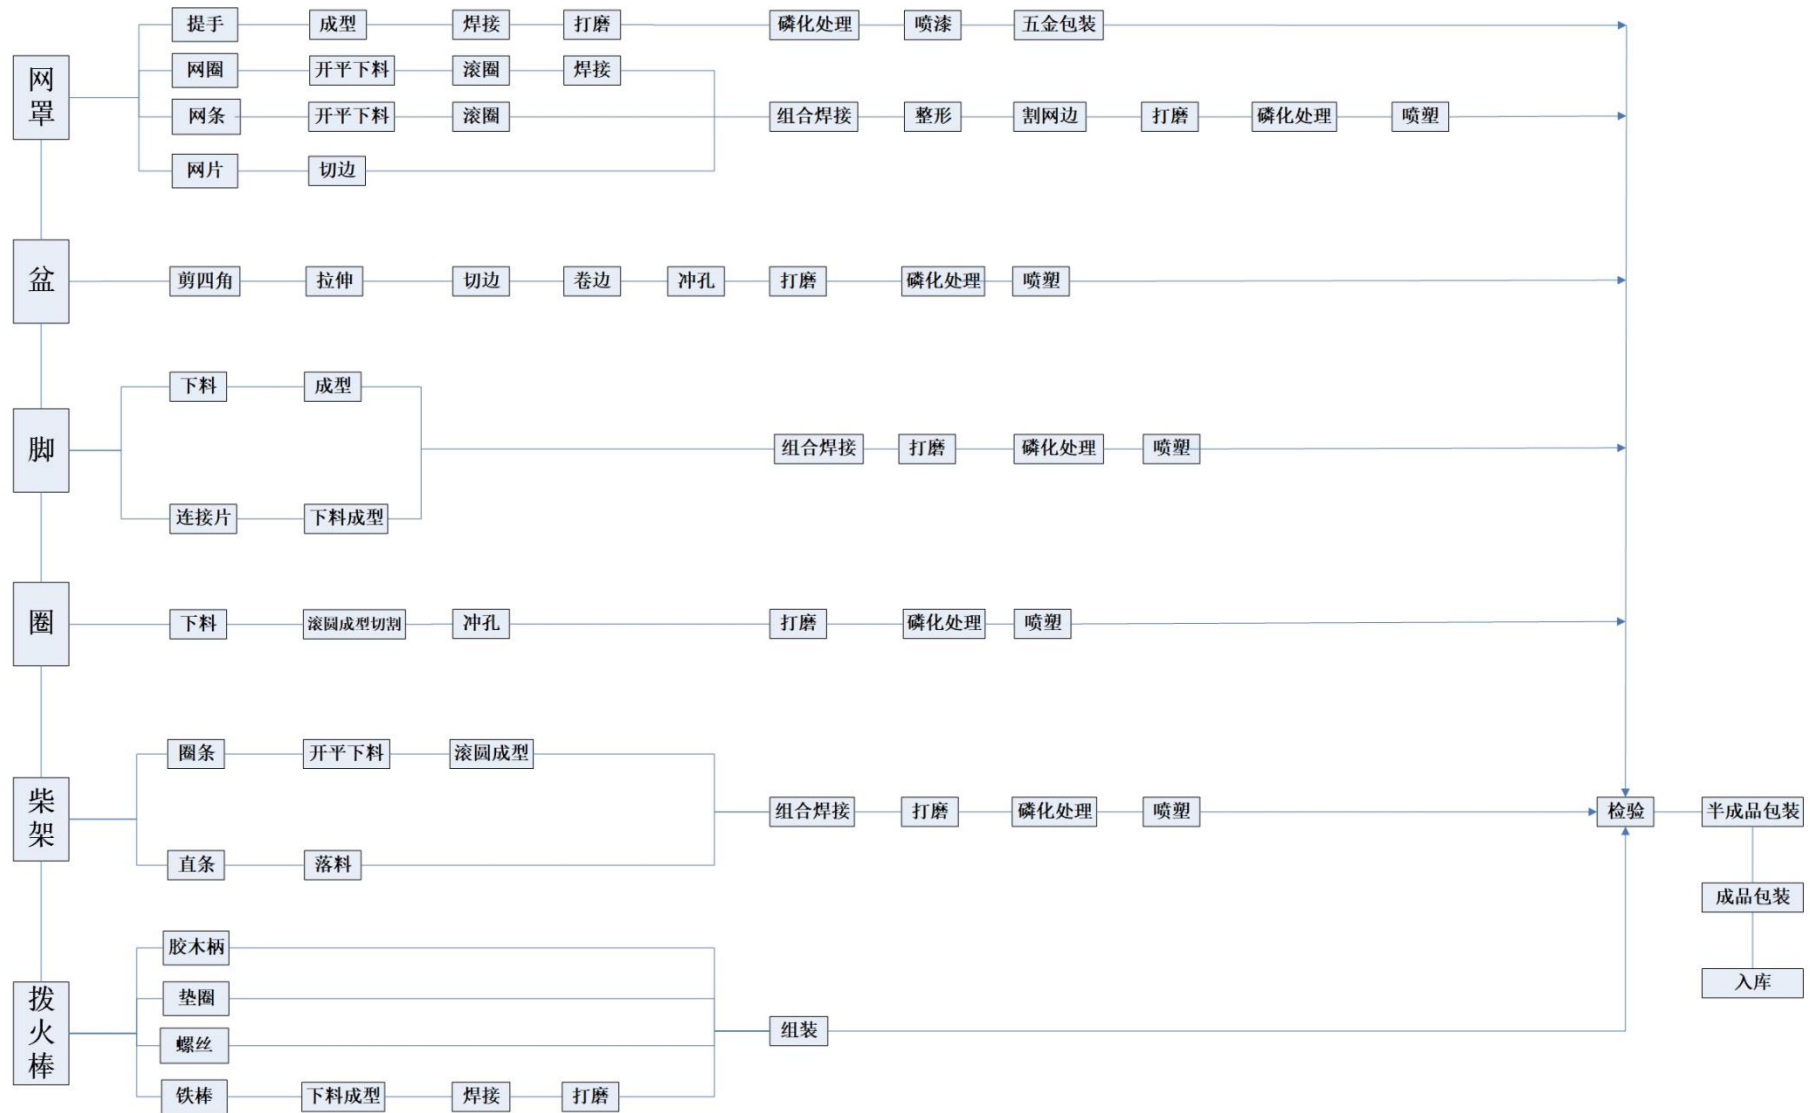 提手 成型 焊接 打磨 磷化处理 喷漆 五金包装
网罩
网圈 开平下料 滚圈 焊接
网条 开平下料 滚圈 组合焊接 整形 割网边 打磨 磷化处理 喷塑
网片 切边
盆 剪四角 拉伸 切边 卷边 冲孔 打磨 磷化处理 喷塑
下料 成型
脚 组合焊接 打磨 磷化处理 喷塑
连接片 下料成型
圈 下料 滚圆成型切割 冲孔 打磨 磷化处理 喷塑
圈条 开平下料 滚圆成型
柴架 组合焊接 打磨 磷化处理 喷塑 检验 半成品包装
直条 落料
成品包装
胶木柄
入库
垫圈
拨火棒 组装
螺丝
铁棒 下料成型 焊接 打磨